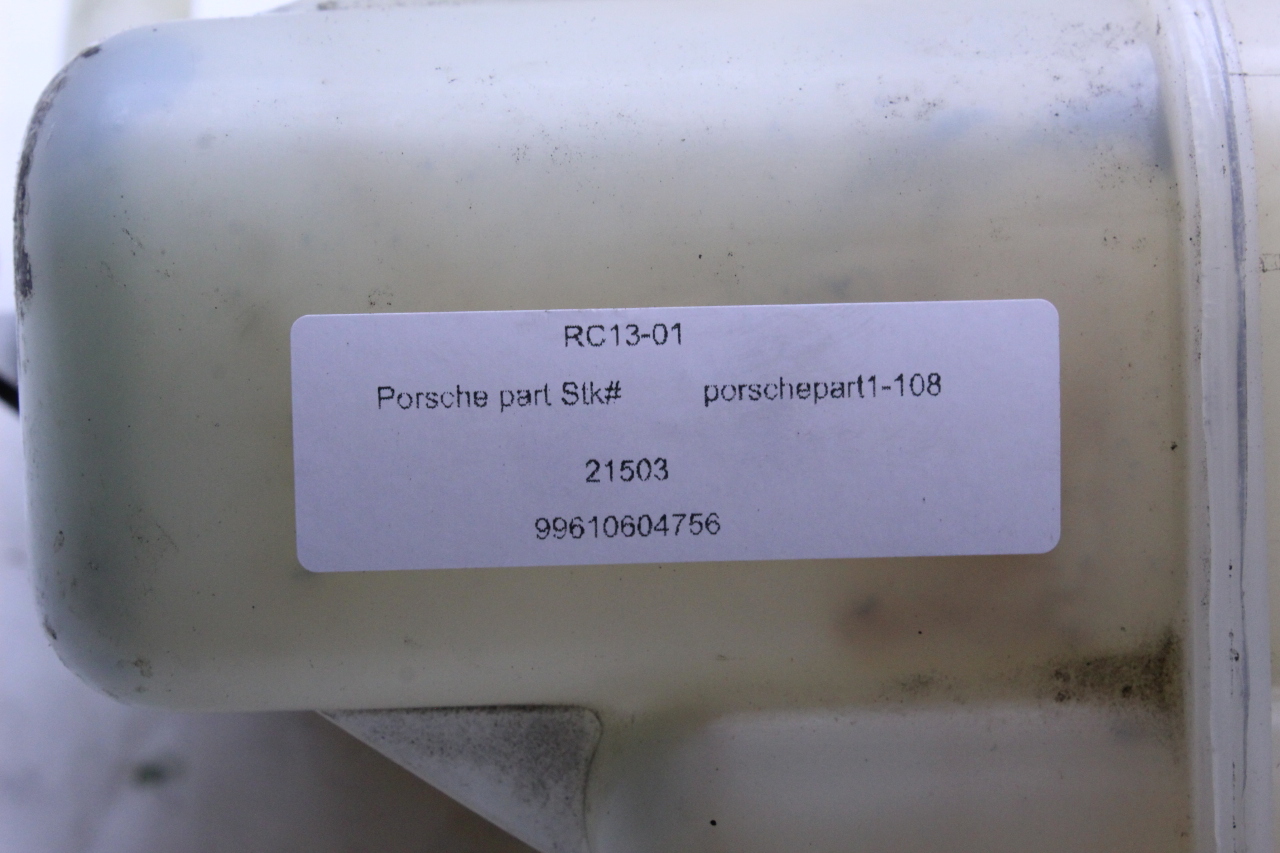 RC13-01
Porsche part Stk# porschepart1-108
21503
99610604756